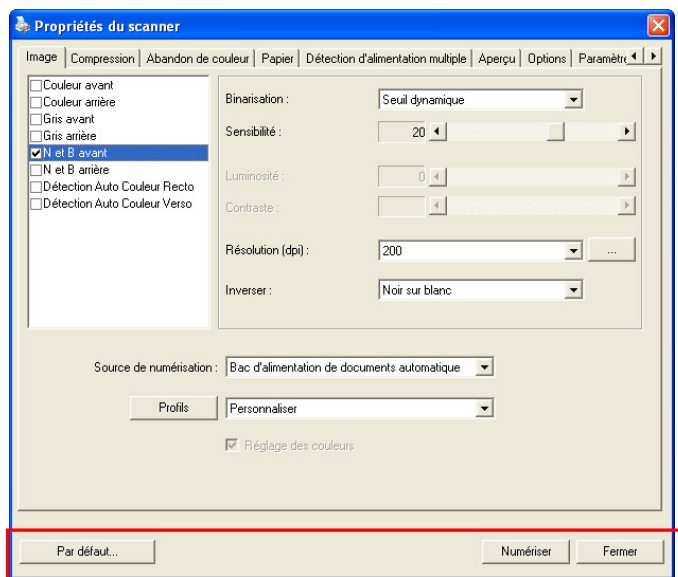 Propriétés du scanner
Image Compression Abandon de couleur Papier Détection d'alimentation multiple Aperçu Options Paramètre
Couleur avant
Couleur arrière
Gris avant
Gris arrière
N et B avant
N et B arrière
Détection Auto Couleur Recto
Détection Auto Couleur Verso
Binarisation : Seuil dynamique
Sensibilité : 20
Luminosité : 0
Contraste :
Résolution (dpi) : 200 ...
Inverser : Noir sur blanc
Source de numérisation : Bac d'alimentation de documents automatique
Profils Personnaliser
Réglage des couleurs
Par défaut... Numériser Fermer